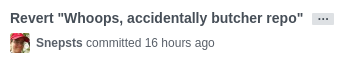 Revert "Whoops, accidentally butcher repo" ...
Snepsts committed 16 hours ago